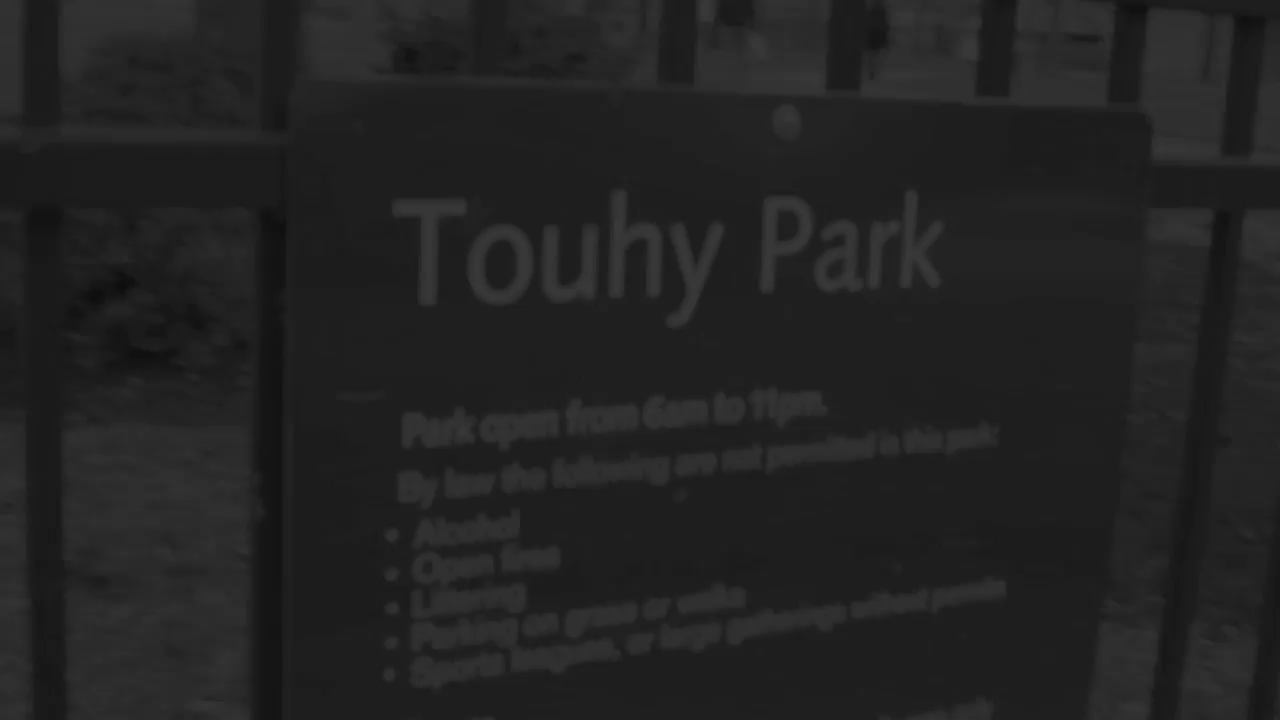 Touhy Park
Park open from 6am to 11pm.
By law the following are not permitted in this park:
• Alcohol
• Open fires
• Littering
• Parking on grass or walks
• Sports leagues, or large gatherings without permits